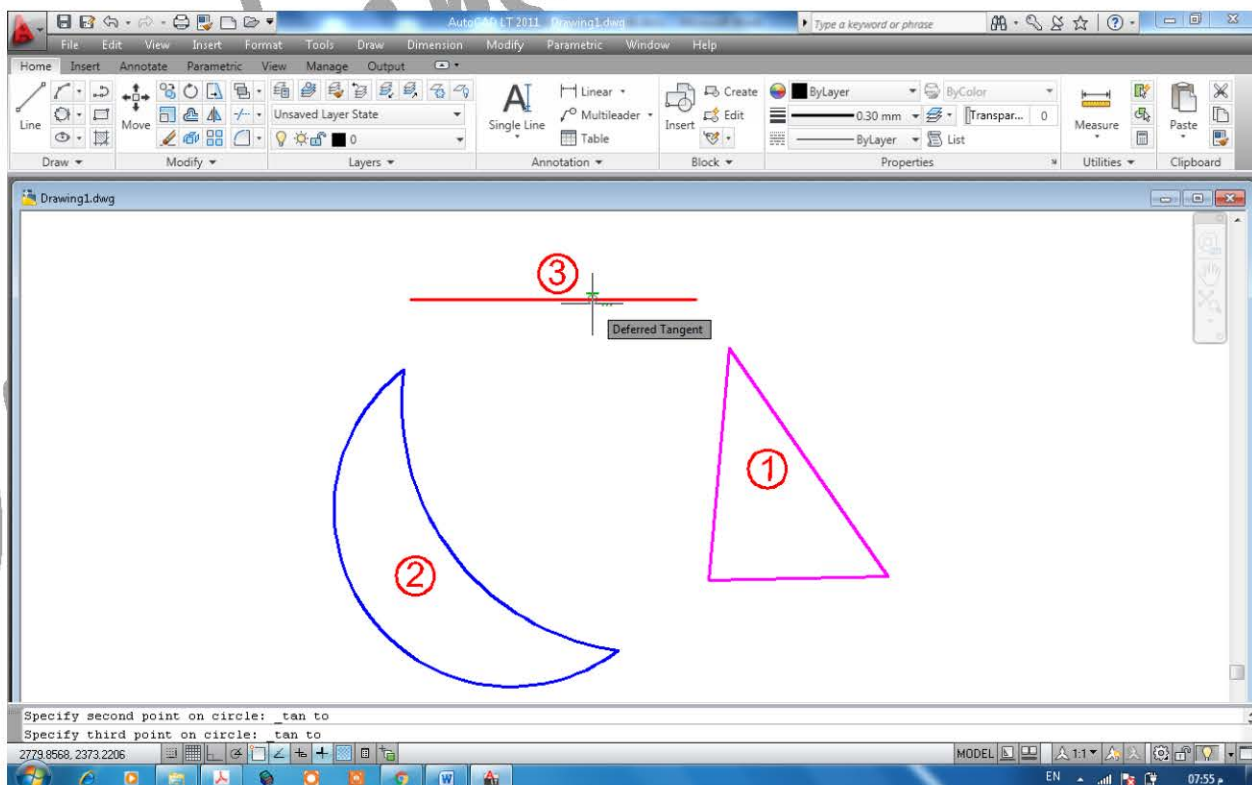 AutoCAD LT 2011 Drawing1.dwg
Type a keyword or phrase
File Edit View Insert Format Tools Draw Dimension Modify Parametric Window Help
Home Insert Annotate Parametric View Manage Output
Line
Move
Unsaved Layer State
0
A
Single Line
Linear
Multileader
Table
Insert
Create
Edit
ByLayer
0.30 mm
ByLayer
ByColor
Transpar... 0
List
Measure
Paste
Draw Modify Layers Annotation Block Properties Utilities Clipboard
Drawing1.dwg
3
Deferred Tangent
1
2
Specify second point on circle: _tan to
Specify third point on circle: _tan to
2779.8568, 2373.2206
MODEL
1:1
W
EN
07:55 م